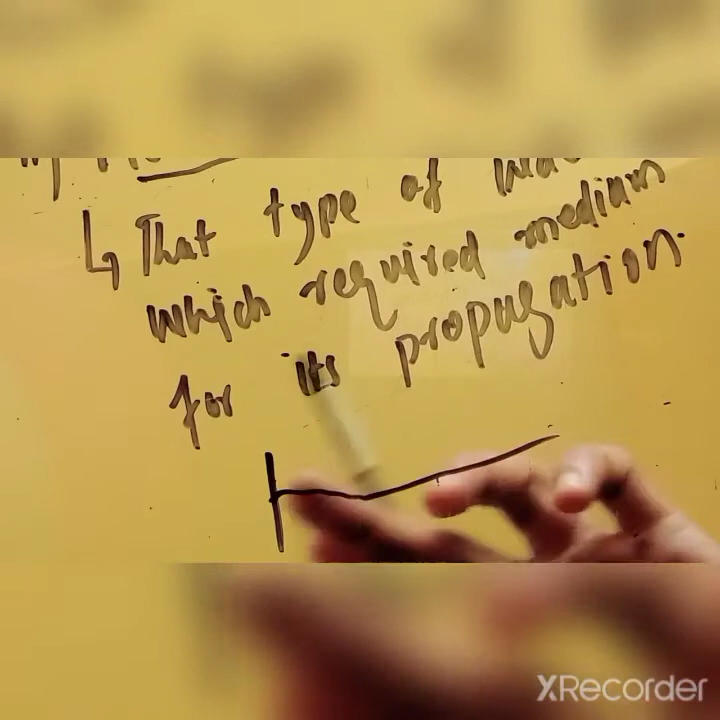 That type of
which required medium
for its propagation.
XRecorder